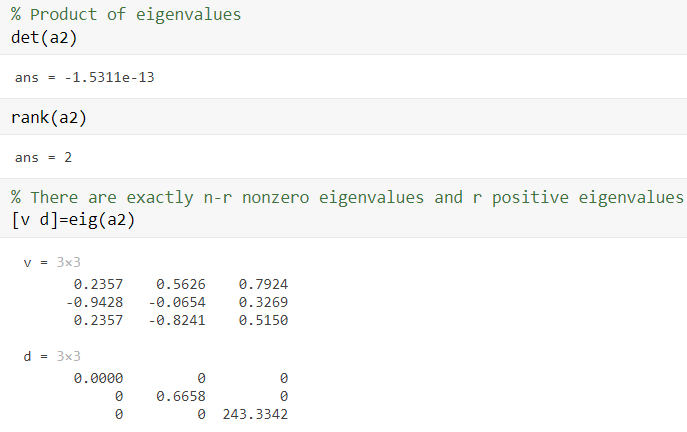 % Product of eigenvalues
det(a2)
ans = -1.5311e-13
rank(a2)
ans = 2
% There are exactly n-r nonzero eigenvalues and r positive eigenvalues
[v d]=eig(a2)
v = 3×3
0.2357 0.5626 0.7924
-0.9428 -0.0654 0.3269
0.2357 -0.8241 0.5150
d = 3×3
0.0000 0 0
0 0.6658 0
0 0 243.3342